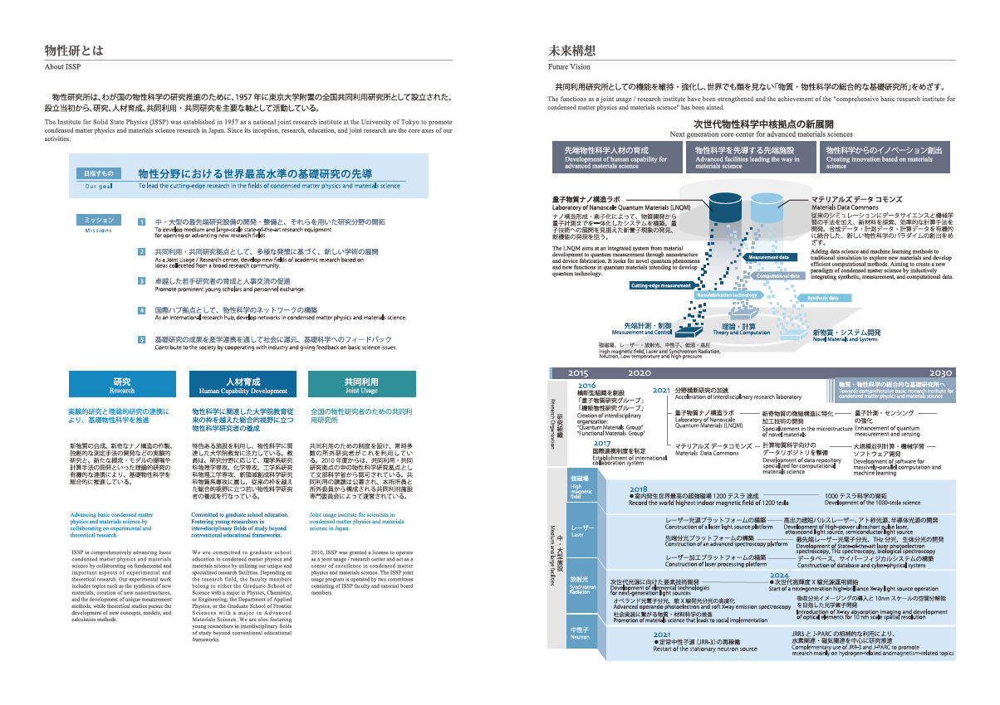 物性研とは
About ISSP
物性研究所は、わが国の物性科学の研究推進のために、1957 年に東京大学附置の全国共同利用研究所として設立された。
設立当初から、研究、人材育成、共同利用・共同研究を主要な軸として活動している。
The Institute for Solid State Physics (ISSP) was established in 1957 as a national joint research institute at the University of Tokyo to promote
condensed matter physics and materials science research in Japan. Since its inception, research, education, and joint research are the core axes of our
activities.
目指すもの
Our goal
物性分野における世界最高水準の基礎研究の先導
To lead the cutting-edge research in the fields of condensed matter physics and materials science
ミッション
Missions
1 中・大型の最先端研究設備の開発・整備と、それらを用いた研究分野の開拓
To develop medium and large-scale state-of-the-art research equipment
for opening or advancing new research fields.
2 共同利用・共同研究拠点として、多様な発想に基づく、新しい学術の展開
As a Joint Usage / Research center, develop new fields of academic research based on
ideas colleceted from a broad research community.
3 卓越した若手研究者の育成と人事交流の促進
Promote prominent young scholars and personnel exchange.
4 国際ハブ拠点として、物性科学のネットワークの構築
As an international research hub, develop networks in condensed matter physics and materials science.
5 基礎研究の成果を産学連携を通して社会に還元、基礎科学へのフィードバック
Contribute to the society by cooperating with industry and giving feedback on basic science issues.
研究
Research
実験的研究と理論的研究の連携に
より、基礎物性科学を推進
新物質の合成、新奇なナノ構造の作製、
独創的な測定手法の開発などの実験的
研究と、新たな概念・モデルの提唱や
計算手法の開発といった理論的研究の
有機的な連携により、基礎物性科学を
総合的に推進している。
Advancing basic condensed matter
physics and materials science by
collaborating on experimental and
theoretical research.
ISSP is comprehensively advancing basic
condensed matter physics and materials
science by collaborating on fundamental and
important aspects of experimental and
theoretical research. Our experimental work
includes topics such as the synthesis of new
materials, creation of new nanostructures,
and the development of unique measurement
methods, while theoretical studies pursue the
development of new concepts, models, and
calculation methods.
人材育成
Human Capability Development
物性科学に関連した大学院教育従
来の枠を越えた総合的視野に立つ
物性科学研究者の養成
特色ある施設を利用し、物性科学に関
連した大学院教育に注力している。教
員は、研究分野に応じて、理学系研究
科物理学専攻、化学専攻、工学系研究
科物理工学専攻、新領域創成科学研究
科物質系専攻に属し、従来の枠を越え
た総合的視野に立つ若い物性科学研究
者の養成を行なっている。
Committed to graduate school education.
Fostering young researchers in
inter-disciplinary fields of study beyond
conventional educational frameworks.
We are committed to graduate school
education in condensed matter physics and
materials science by utilizing our unique and
specialized research facilities. Depending on
the research field, the faculty members
belong to either the Graduate School of
Science with a major in Physics, Chemistry,
or Engineering; the Department of Applied
Physics, or the Graduate School of Frontier
Sciences with a major in Advanced
Materials Science. We are also fostering
young researchers in interdisciplinary fields
of study beyond conventional educational
frameworks.
共同利用
Joint Usage
全国の物性研究者のための共同利
用研究所
共同利用のための制度を設け、常時多
数の所外研究者がこれを利用してい
る。2010 年度からは、共同利用・共同
研究拠点の中の物性科学研究拠点とし
て文部科学省から認可されている。共
同利用の課題は公募され、本所所員と
所外委員から構成される共同利用施設
専門委員会によって運営されている。
Joint usage institute for scientists in
condensed matter physics and materials
science in Japan.
2010, ISSP was granted a license to operate
as a joint usage / research center and act as a
center of excellence in condensed matter
physics and materials science. The ISSP joint
usage program is operated by two committees
consisting of ISSP faculty and external board
members.
未来構想
Future Vision
共同利用研究所としての機能を維持・強化し、世界でも類を見ない「物質・物性科学の総合的な基礎研究所」をめざす。
The functions as a joint usage / research institute have been strengthened and the achievement of the "comprehensive basic research institute for
condensed matter physics and materials science" has been aimed.
次世代物性科学中核拠点の新展開
Next generation core center for advanced materials sciences
先端物性科学人材の育成
Development of human capability for
advanced materials science
物性科学を先導する先端施設
Advanced facilities leading the way in
materials science
物性科学からのイノベーション創出
Creating innovation based on materials
science
量子物質ナノ構造ラボ
Laboratory of Nanoscale Quantum Materials (LNQM)
ナノ構造形成・素子化によって、物質開発から
量子計測までを一体化したシステムを構築。量
子技術への展開を見据えた新量子現象の発見、
新機能の発現を狙う。
The LNQM aims at an integrated system from material
development to quantum measurement through nanostructure
and device fabrication. It looks for novel quantum phenomena
and new functions in quantum materials intending to develop
quantum technology.
マテリアルズ データ コモンズ
Materials Data Commons
従来のシミュレーションにデータサイエンスと機械学
習の手法を加え、新材料を探索、効率的な計算手法を
開発。合成データ・計測データ・計算データを有機的
に統合した、新しい物性科学のパラダイムの創出をめ
ざす。
Adding data science and machine learning methods to
traditional simulation to explore new materials and develop
efficient computational methods. Aiming to create a new
paradigm of condensed matter science by inductively
integrating synthetic, measurement, and computational data.
Measurement data
Computational data
Cutting-edge measurement
Nanofabrication technology
Synthetic data
先端計測・制御
Measurement and Control
理論・計算
Theory and Computation
新物質・システム開発
Novel Materials and Systems
強磁場、レーザー・放射光、中性子、低温・高圧
High magnetic field, Laser and Synchrotron Radiation,
Neutron, Low temperature and high pressure
2015 2020 2030
研究組織
Research Organization
2016
横断型組織を創設
「量子物質研究グループ」
「機能物性研究グループ」
Creation of interdisciplinary
organization:
"Quantum Materials Group"
"Functional Materials Group"
2017
国際連携制度を制定
Establishment of international
collaboration system
2021 分野横断研究の加速
Acceleration of interdisciplinary research laboratory
物質・物性科学の総合的な基礎研究所へ
Towards comprehensive basic research institute for
condensed matter physics and materials science
量子物質ナノ構造ラボ
Laboratory of Nanoscale
Quantum Materials (LNQM)
新奇物質の微細構造に特化
加工技術の開発
Specializement in the microstructure
of novel materials
量子計測・センシング
の強化
Enhancement of quantum
measurement and sensing
マテリアルズデータコモンズ
Materials Data Commons
計算物質科学向けの
データリポジトリを整備
Development of data repository
specialized for computational
materials science
大規模並列計算・機械学習
ソフトウェア開発
Development of software for
massively-parallel computation and
machine learning
中・大型施設
Medium and large facilities
強磁場
High
magnetic
field
2018
●室内発生世界最高の超強磁場 1200 テスラ 達成
Record the world highest indoor magnetic field of 1200 tesla
1000 テスラ科学の開拓
Development of the 1000-tesla science
レーザー
Laser
レーザー光源プラットフォームの構築
Construction of a laser light source platform
高出力超短パルスレーザー、アト秒光源、半導体光源の開発
Development of High-power ultrashort pulse laser,
attosecond light source, semiconductor light source
先端分光プラットフォームの構築
Construction of an advanced spectroscopy platform
最先端レーザー光電子分光，THz 分光，生体分光の開発
Development of State-of-the-art laser photoelectron
spectroscopy, THz spectroscopy, biological spectroscopy
レーザー加工プラットフォームの構築
Construction of laser processing platform
データベース、サイバーフィジカルシステムの構築
Construction of database and cyber-physical system
放射光
Synchrotron
Radiation
次世代光源に向けた要素技術開発
Development of elemental technologies
for next-generation light sources
2024
●次世代高輝度 X 線光源運用開始
Start of a next-generation high-brilliance X-ray light source operation
オペランド光電子分光、軟 X 線発光分光の高度化
Advanced operando photoelectron and soft X-ray emission spectroscopy
社会実装に繋がる物質・材料科学の推進
Promotion of materials science that leads to social implementation
吸収分光イメージングの導入と 10nm スケールの空間分解能
を目指した光学素子開発
Introduction of X-ray absorption imaging and development
of optical elements for 10 nm scale spatial resolution
中性子
Neutron
2021
●定常中性子源 (JRR-3) の再稼働
Restart of the stationary neutron source
JRR3 と J-PARC の相補的な利用により、
水素関連・磁気関連を中心に研究推進
Complementary use of JRR-3 and J-PARC to promote
research mainly on hydrogen-related andmagnetism-related topics